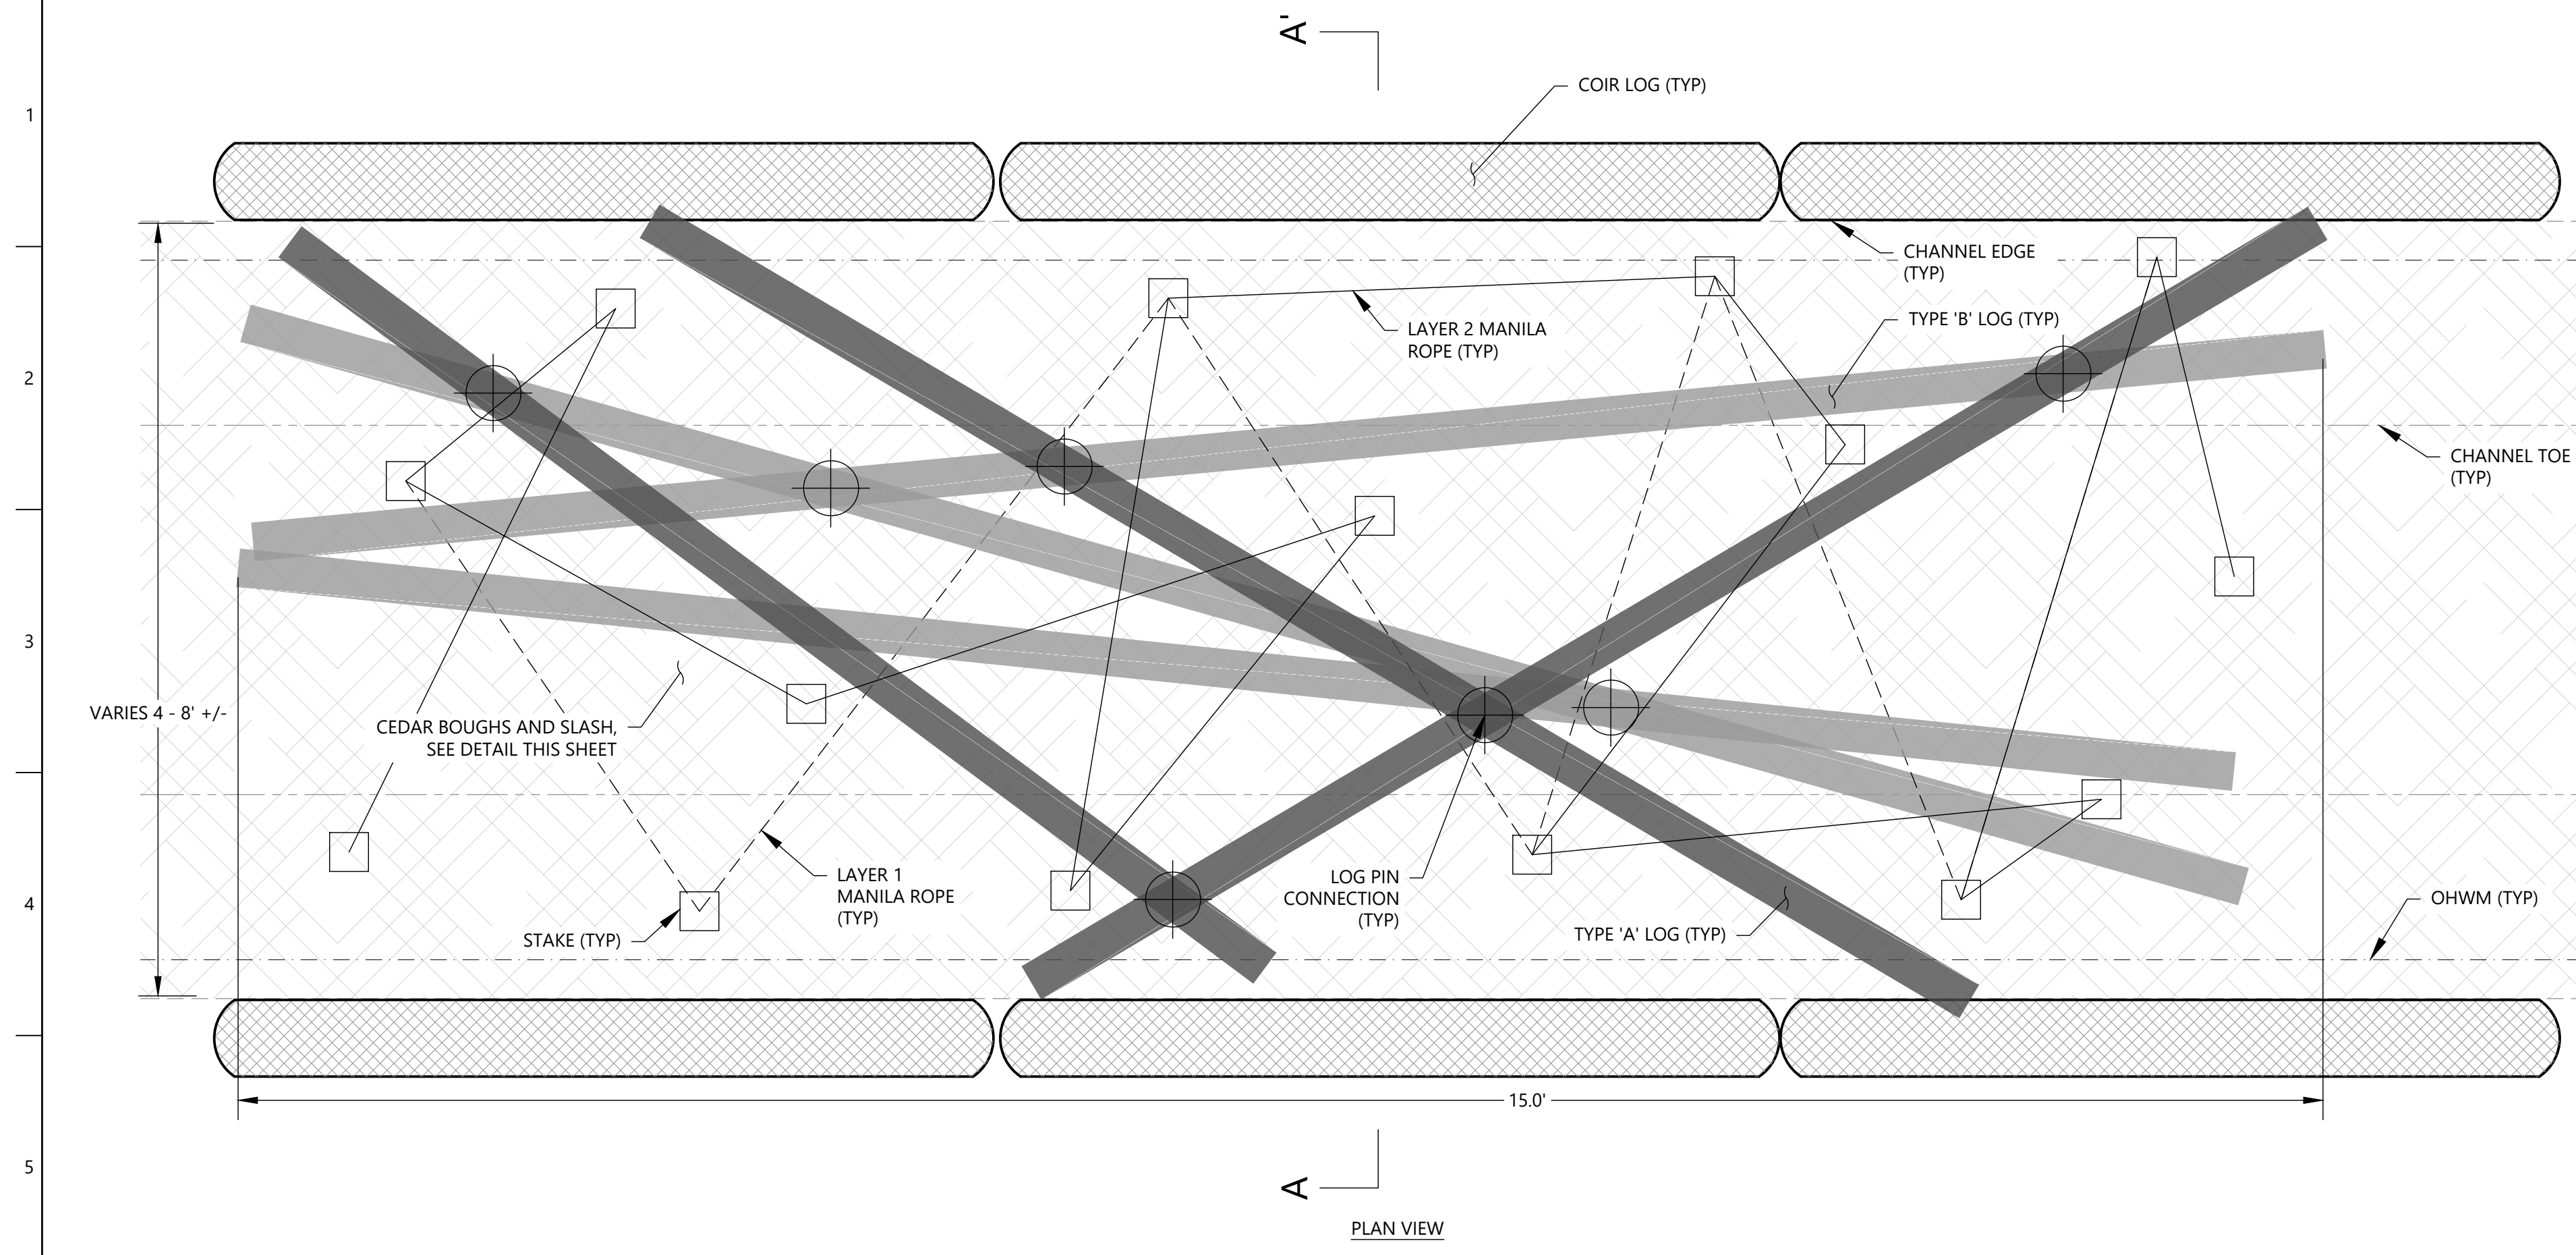 A'
COIR LOG (TYP)
1
CHANNEL EDGE
(TYP)
TYPE 'B' LOG (TYP)
LAYER 2 MANILA
ROPE (TYP)
2
CHANNEL TOE
(TYP)
3
VARIES 4 - 8' +/-
CEDAR BOUGHS AND SLASH,
SEE DETAIL THIS SHEET
LAYER 1
MANILA ROPE
(TYP)
LOG PIN
CONNECTION
(TYP)
4
OHWM (TYP)
STAKE (TYP)
TYPE 'A' LOG (TYP)
15.0'
5
A
PLAN VIEW